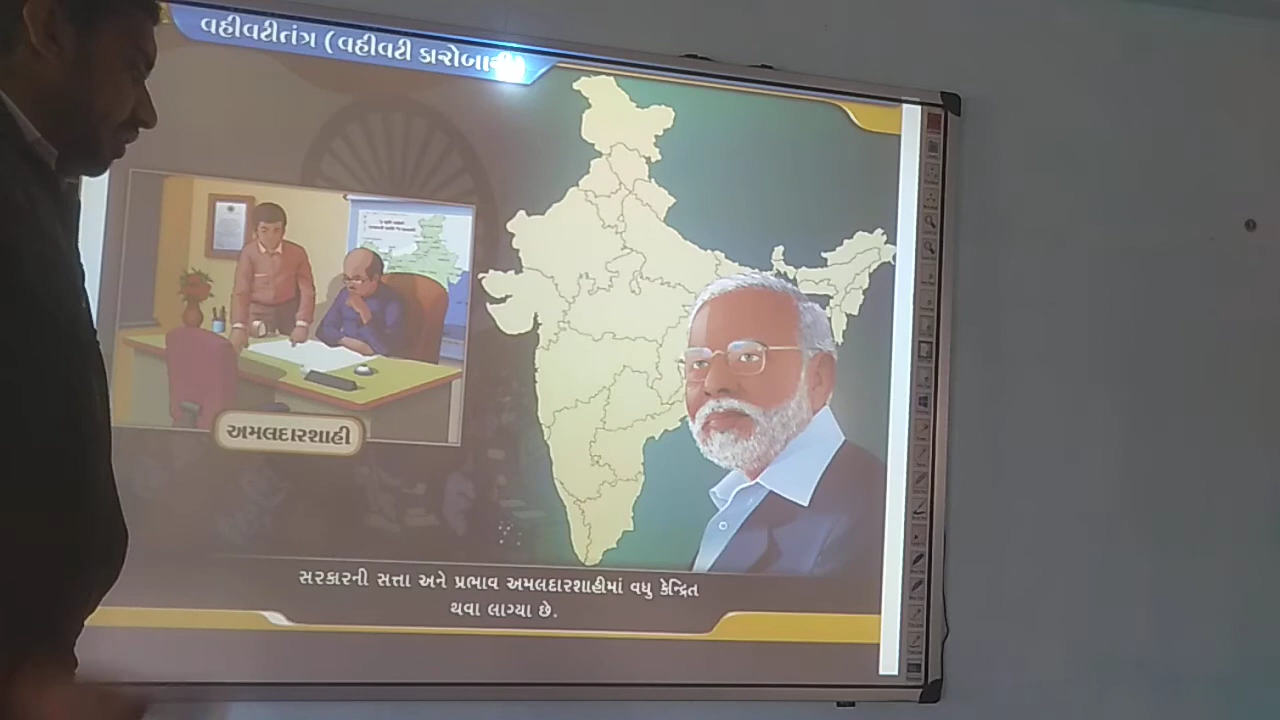 વહીવટીતંત્ર (વહીવટી કારોબારી)
અમલદારશાહી
સરકારની સત્તા અને પ્રભાવ અમલદારશાહીમાં વધુ કેન્દ્રિત
થવા લાગ્યા છે.